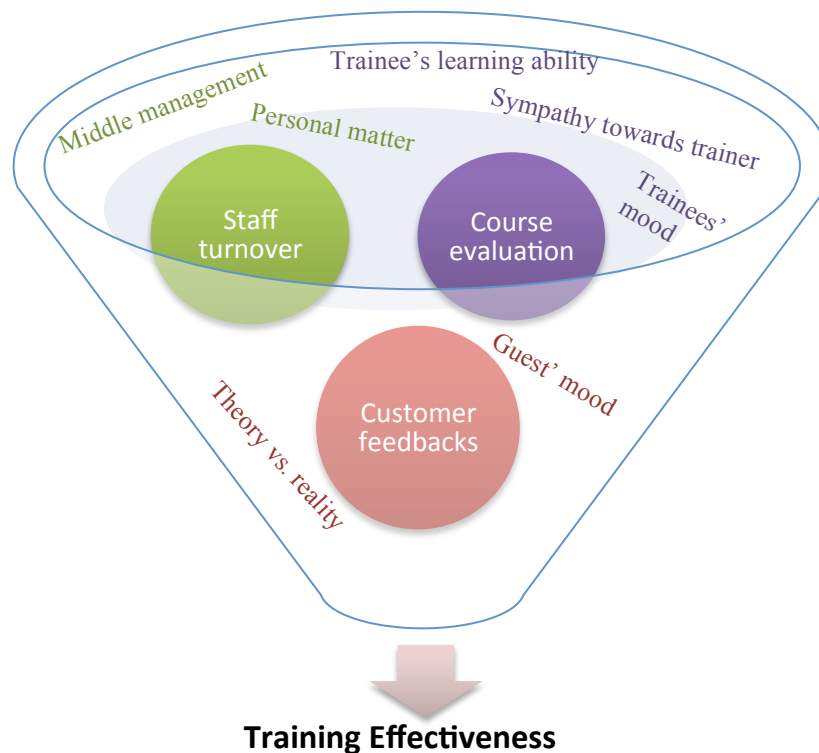 Trainee's learning ability
Middle management
Personal matter
Sympathy towards trainer
Trainees'
mood
Staff
turnover
Course
evaluation
Guest' mood
Theory vs. reality
Customer
feedbacks
Training Effectiveness